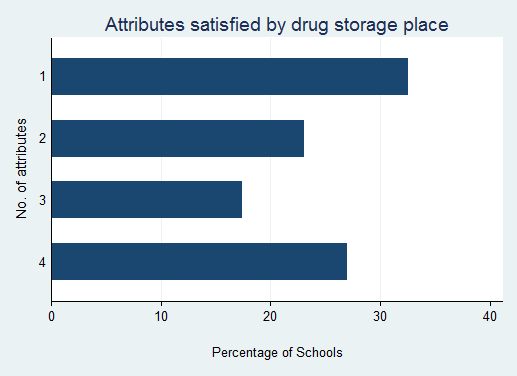 Attributes satisfied by drug storage place
No. of attributes
1
2
3
4
0 10 20 30 40
Percentage of Schools